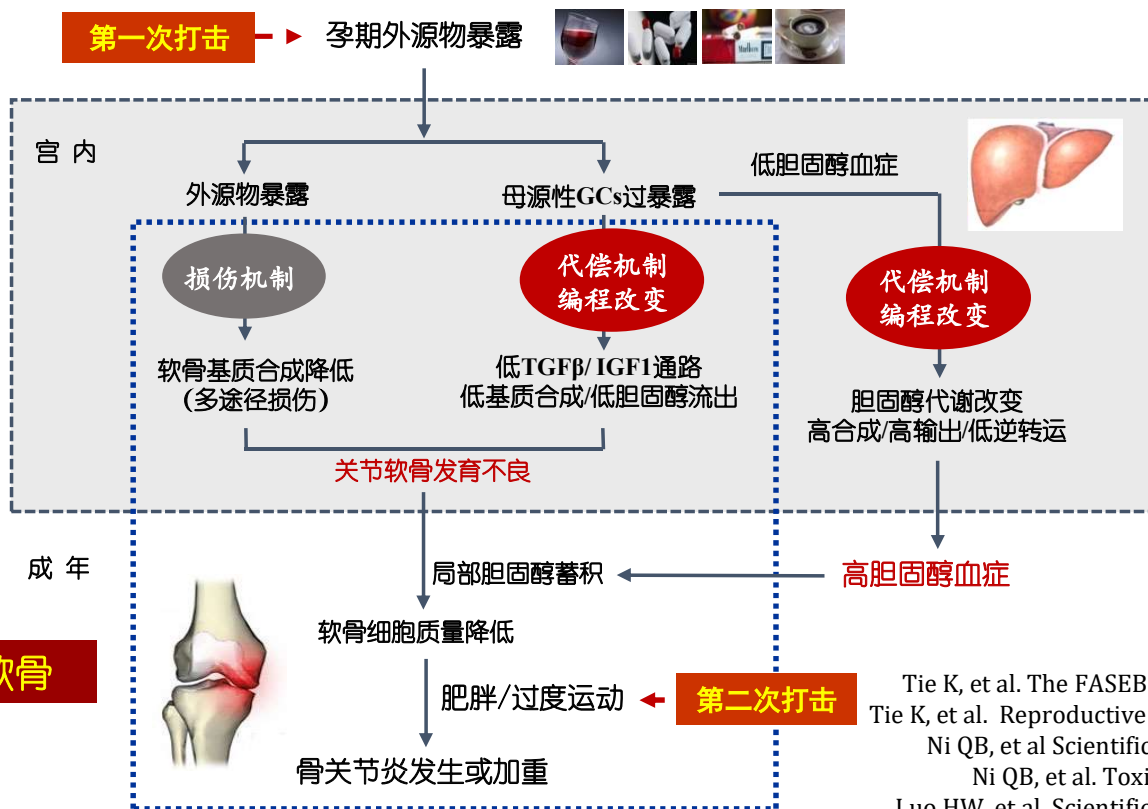 第一次打击
孕期外源物暴露
宫 内
低胆固醇血症
外源物暴露
母源性GCs过暴露
损伤机制
代偿机制
编程改变
代偿机制
编程改变
软骨基质合成降低
(多途径损伤)
低TGFβ/ IGF1通路
低基质合成/低胆固醇流出
胆固醇代谢改变
高合成/高输出/低逆转运
关节软骨发育不良
成 年
局部胆固醇蓄积
高胆固醇血症
软骨细胞质量降低
软骨
肥胖/过度运动
第二次打击
骨关节炎发生或加重
Tie K, et al. The FASEB
Tie K, et al. Reproductive
Ni QB, et al Scientific
Ni QB, et al. Toxi
Luo HW, et al. Scientific